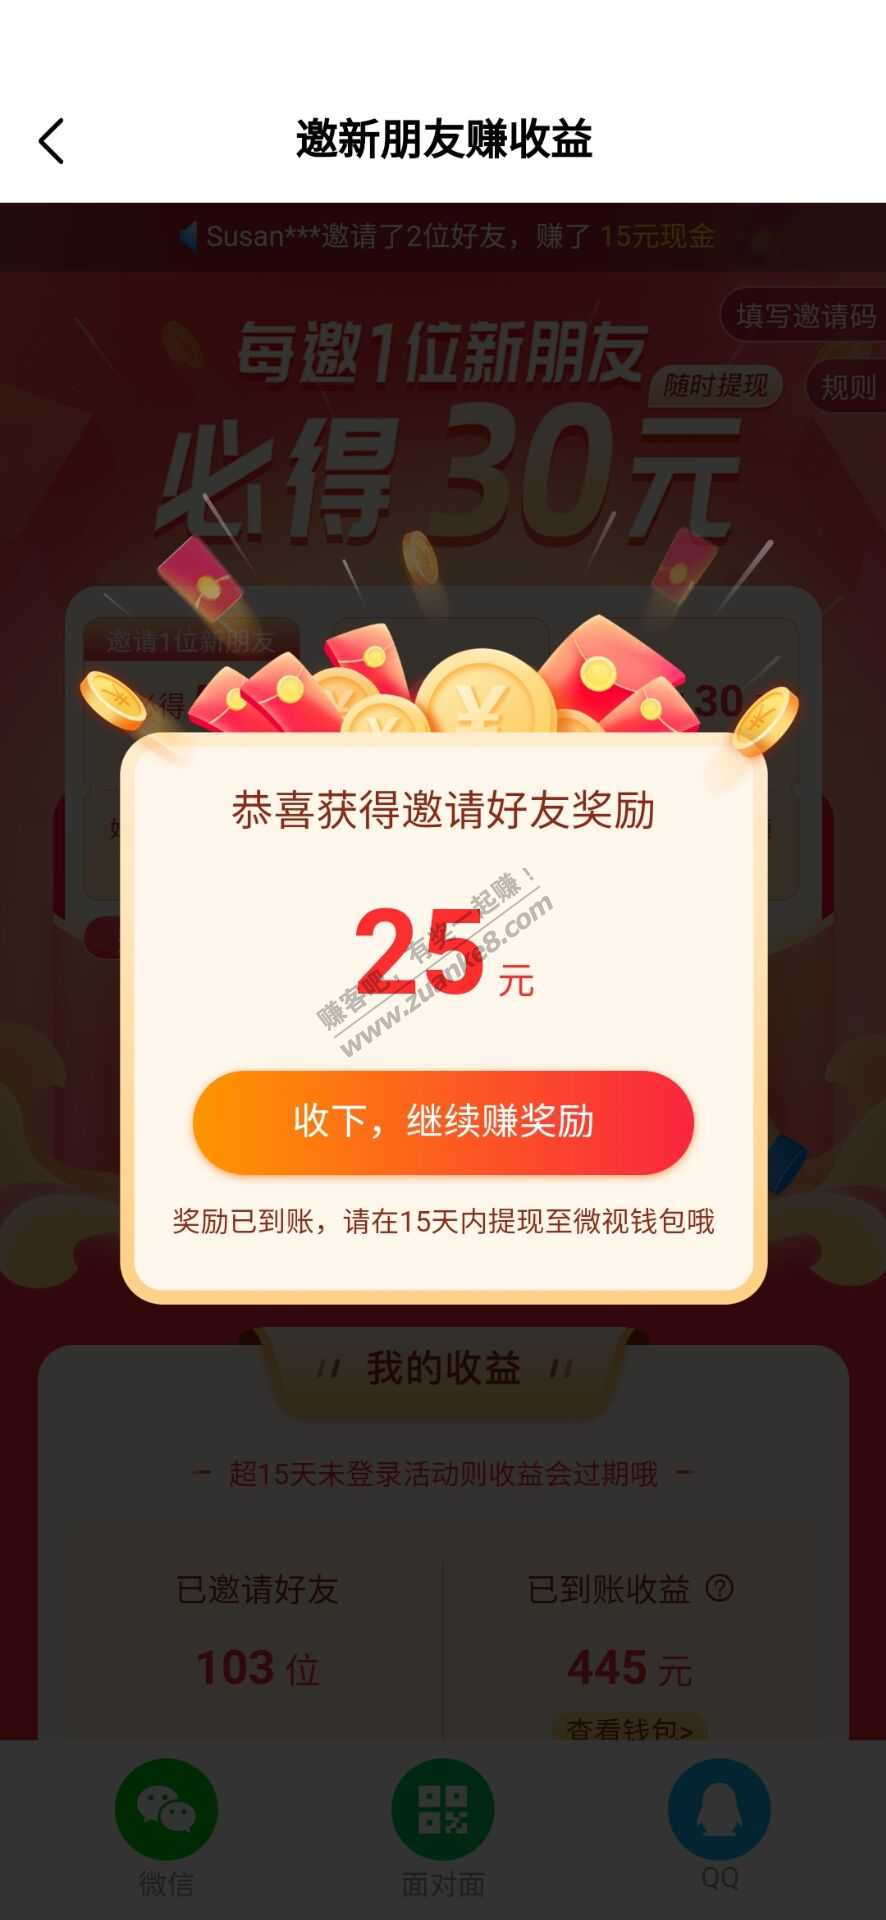 邀新朋友赚收益
Susan***邀请了2位好友，赚了 15元现金
填写邀请码
每邀1位新朋友
随时提现
规则
必得30元
邀请1位新朋友
得
30
恭喜获得邀请好友奖励
25元
赚客吧，有奖一起赚！
www.zuanke8.com
收下，继续赚奖励
奖励已到账，请在15天内提现至微视钱包哦
我的收益
超15天未登录活动则收益会过期哦
已邀请好友
已到账收益 ?
103 位
445 元
查看钱包>
微信
面对面
QQ